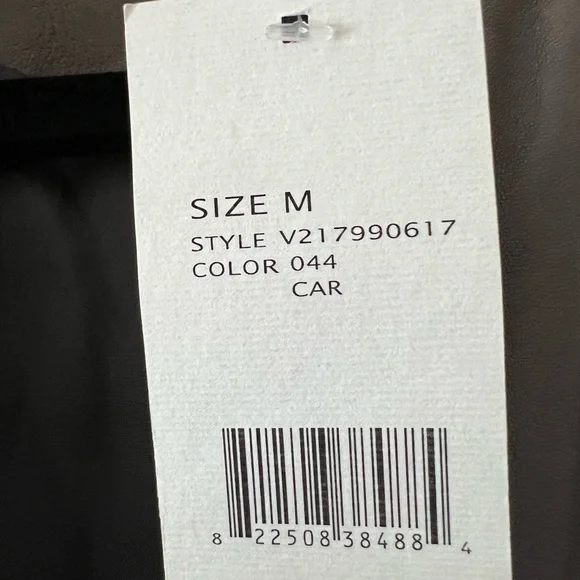 SIZE M
STYLE V217990617
COLOR 044
CAR
8 22508 38488 4